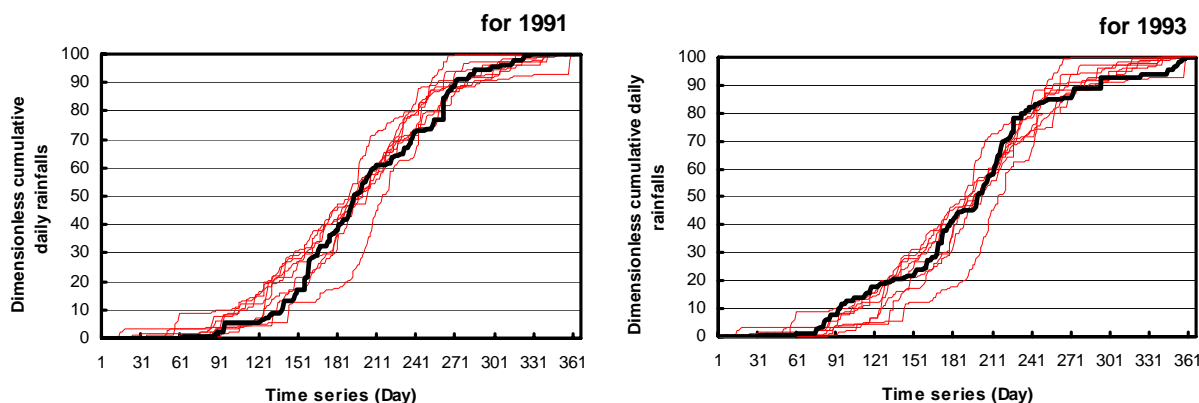 for 1991
Dimensionless cumulative
daily rainfalls
100
90
80
70
60
50
40
30
20
10
0
1 31 61 91 121 151 181 211 241 271 301 331 361
Time series (Day)
for 1993
Dimensionless cumulative daily
rainfalls
100
90
80
70
60
50
40
30
20
10
0
1 31 61 91 121 151 181 211 241 271 301 331 361
Time series (Day)